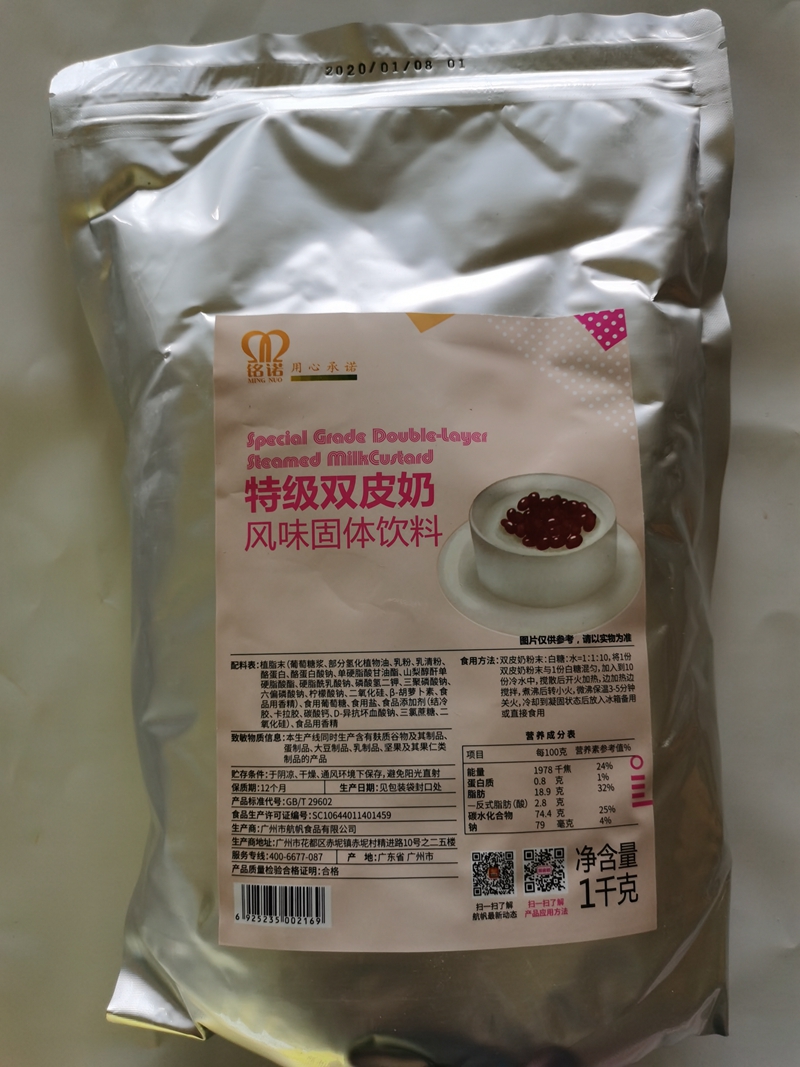 2020/01/08 01
铭诺
MING NUO
用心承诺
Special Grade Double-Layer
Steamed MilkCustard
特级双皮奶
风味固体饮料
图片仅供参考，请以实物为准
配料表:植脂末(葡萄糖浆、部分氢化植物油、乳粉、乳清粉、
酪蛋白、酪蛋白酸钠、单硬脂酸甘油酯、山梨醇酐单
硬脂酸酯、硬脂酰乳酸钠、磷酸氢二钾、三聚磷酸钠、
六偏磷酸钠、柠檬酸钠、二氧化硅、β-胡萝卜素、食
品用香精)、食用葡萄糖、食用盐、食品添加剂(结冷
胶、卡拉胶、碳酸钙、D-异抗坏血酸钠、三氯蔗糖、二
氧化硅)、食品用香精
致敏物质信息:本生产线同时生产含有麸质谷物及其制品、
蛋制品、大豆制品、乳制品、坚果及其果仁类
制品的产品
贮存条件:于阴凉、干燥、通风环境下保存,避免阳光直射
保质期:12个月 生产日期:见包装袋封口处
产品标准代号:GB/T 29602
食品生产许可证编号:SC10644011401459
生产商:广州市航帆食品有限公司
生产商地址:广州市花都区赤坭镇赤坭村精进路10号之二五楼
服务专线:400-6677-087 产 地:广东省 广州市
产品质量检验合格证明:合格
6 925235 002169
食用方法:双皮奶粉末:白糖:水=1:1:10,将1份
双皮奶粉末与1份白糖混匀,加入到10
份冷水中,搅散后开火加热,边加热边
搅拌,煮沸后转小火,微沸保温3-5分钟
关火,冷却到凝固状态后放入冰箱备用
或直接食用
营养成分表
项目 每100克 营养素参考值%
能量 1978 千焦 24%
蛋白质 0.8 克 1%
脂肪 18.9 克 32%
—反式脂肪(酸) 2.8 克
碳水化合物 74.4 克 25%
钠 79 毫克 4%
扫一扫了解
航帆最新动态
扫一扫了解
产品应用方法
净含量
1千克